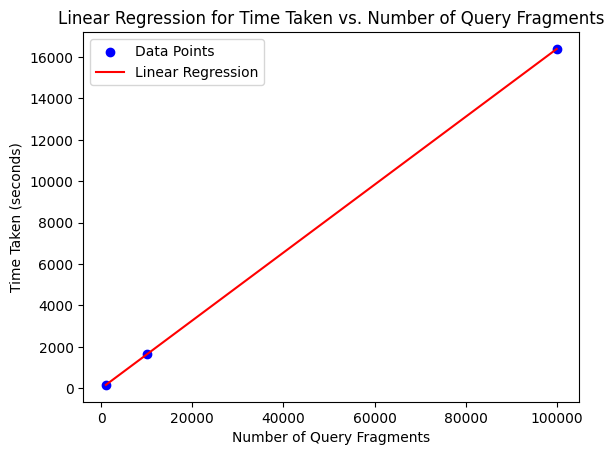 Linear Regression for Time Taken vs. Number of Query Fragments
Data Points
Linear Regression
16000
14000
12000
10000
8000
6000
4000
2000
0
Time Taken (seconds)
0 20000 40000 60000 80000 100000
Number of Query Fragments